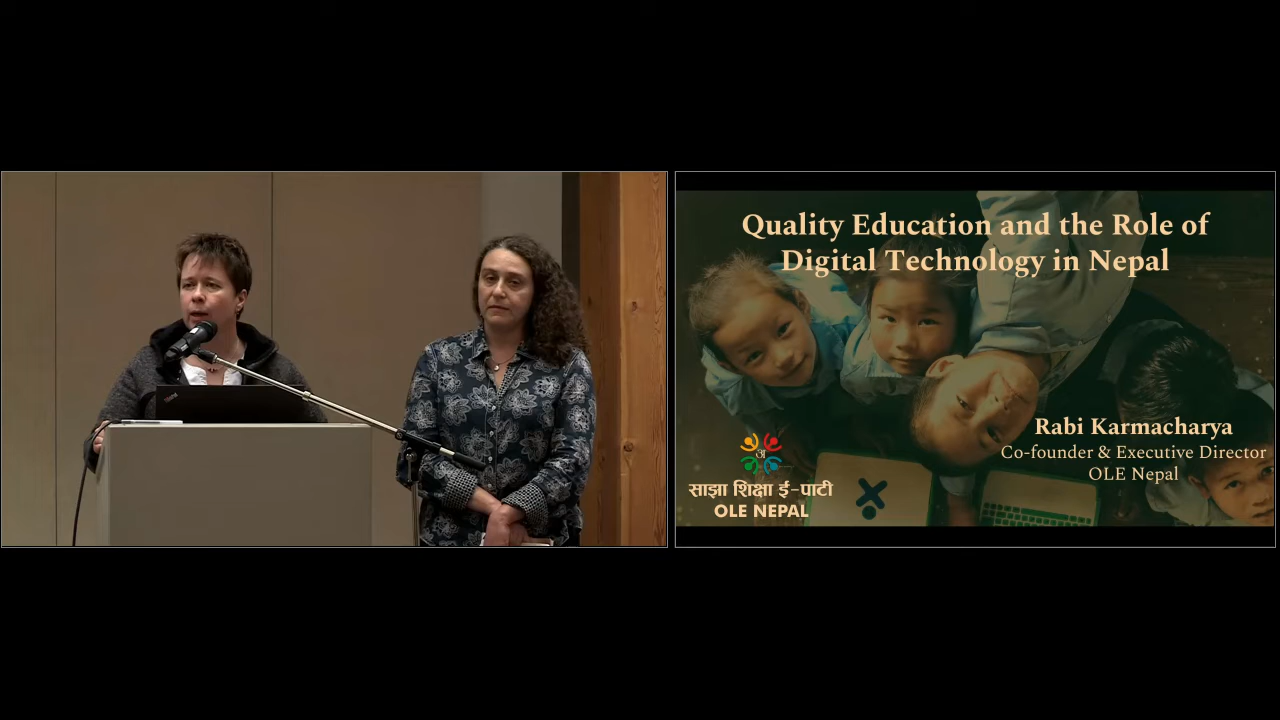 Quality Education and the Role of
Digital Technology in Nepal
Rabi Karmacharya
Co-founder & Executive Director
OLE Nepal
अ
साझा शिक्षा ई-पाटी
OLE NEPAL